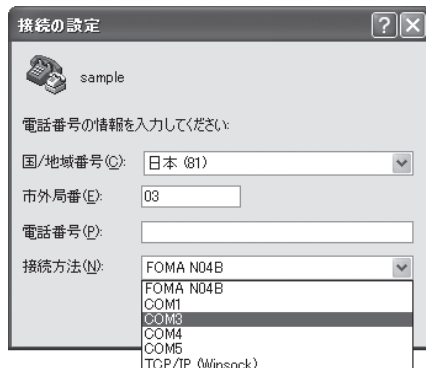 接続の設定
sample
電話番号の情報を入力してください:
国/地域番号(C): 日本 (81)
市外局番(E): 03
電話番号(P):
接続方法(N): FOMA N04B
FOMA N04B
COM1
COM3
COM4
COM5
TCP/IP (Winsock)